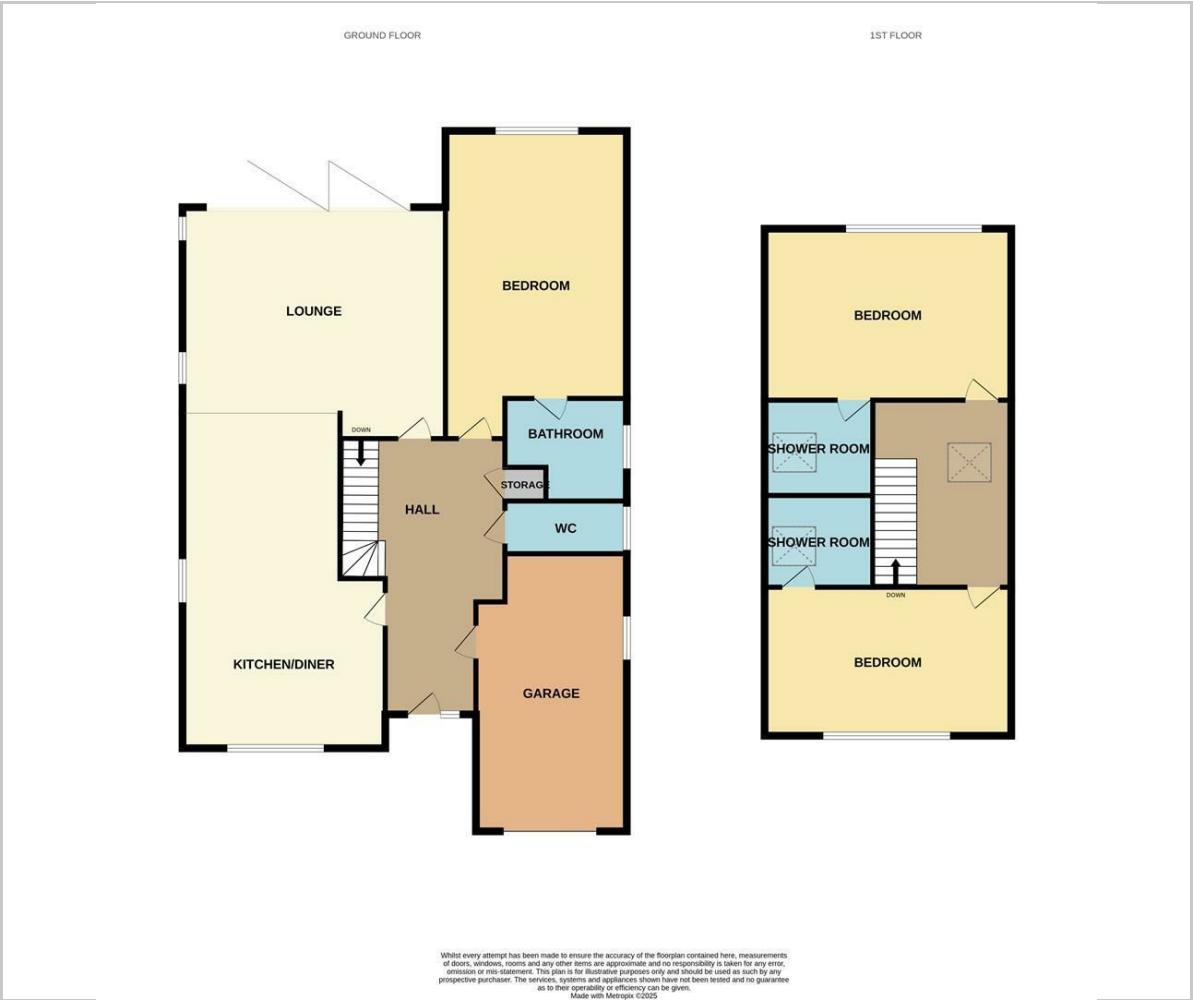 GROUND FLOOR
1ST FLOOR
BEDROOM
LOUNGE
DOWN
BATHROOM
STORAGE
HALL
WC
KITCHEN/DINER
GARAGE
BEDROOM
SHOWER ROOM
SHOWER ROOM
DOWN
BEDROOM
Whilst every attempt has been made to ensure the accuracy of the floorplan contained here, measurements
of doors, windows, rooms and any other items are approximate and no responsibility is taken for any error,
omission or mis-statement. This plan is for illustrative purposes only and should be used as such by any
prospective purchaser. The services, systems and appliances shown have not been tested and no guarantee
as to their operability or efficiency can be given.
Made with Metropix ©2025